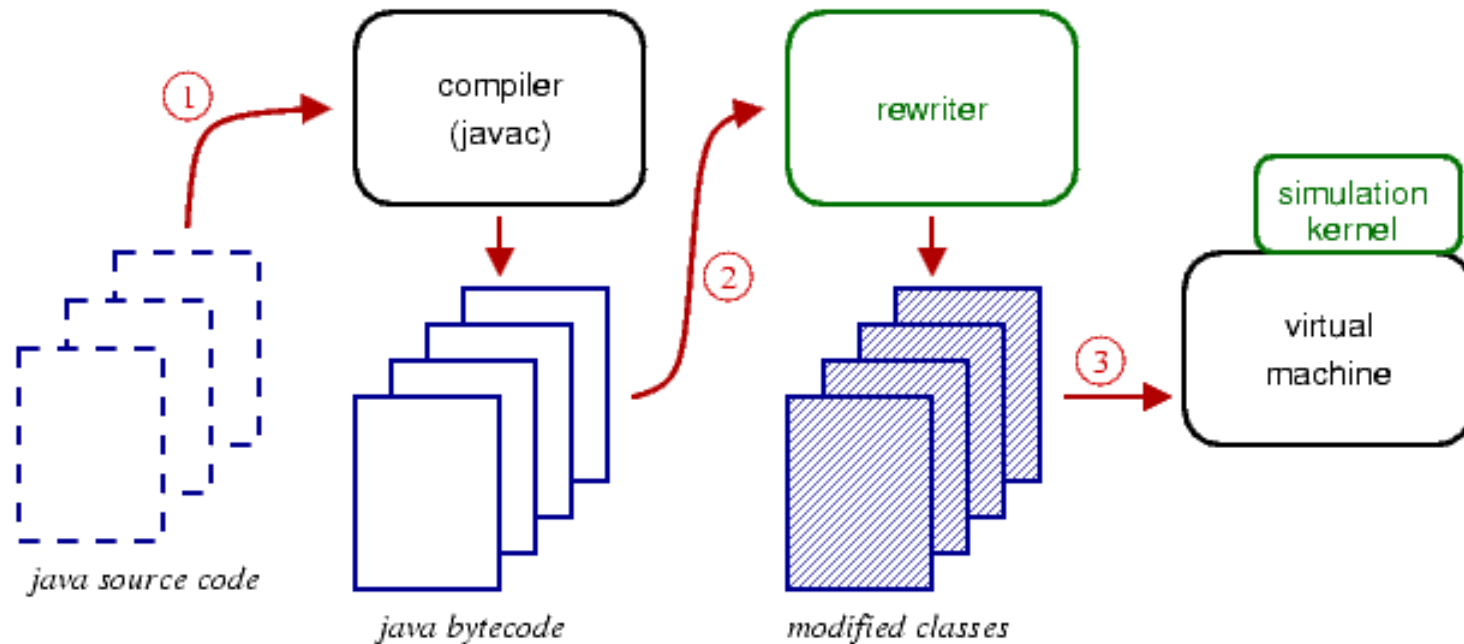 1
compiler
(javac)
rewriter
simulation
kernel
2
virtual
machine
3
java source code
java bytecode
modified classes